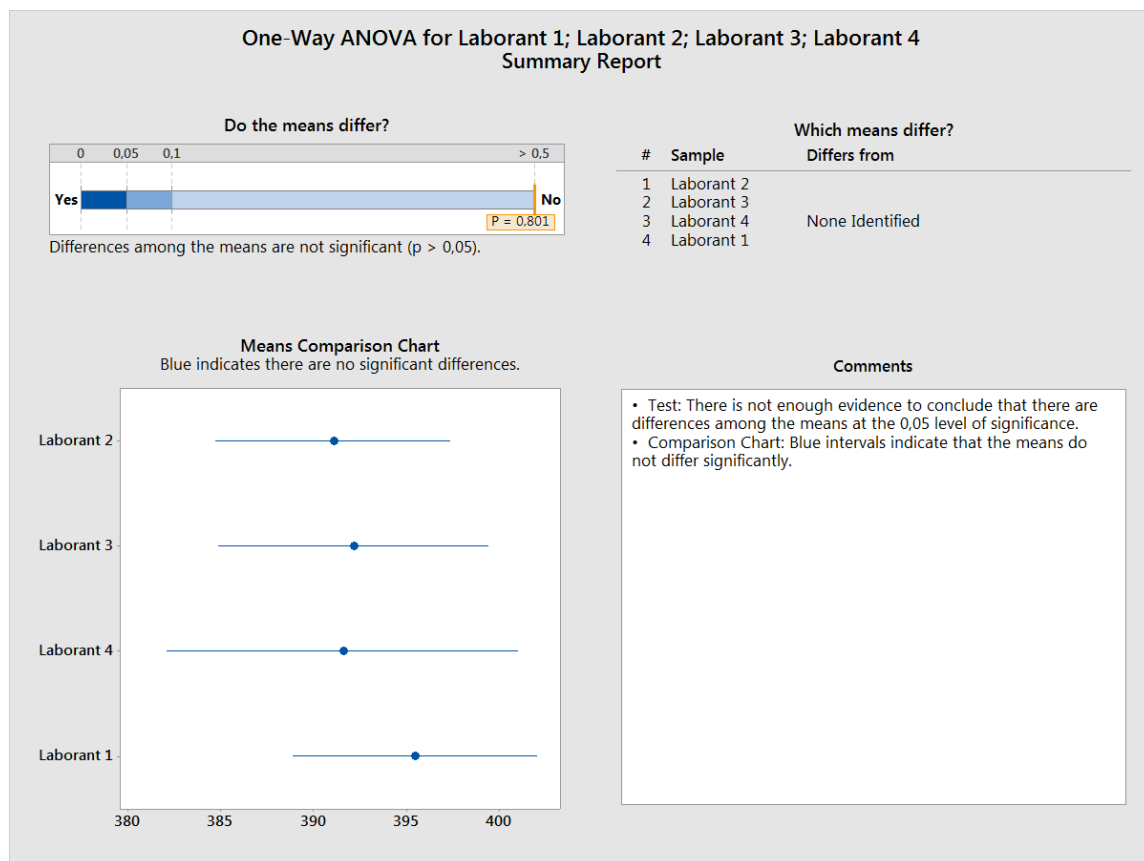 One-Way ANOVA for Laborant 1; Laborant 2; Laborant 3; Laborant 4
Summary Report
Do the means differ?
0 0,05 0,1 > 0,5
Yes No
P = 0,801
Differences among the means are not significant (p > 0,05).
Which means differ?
# Sample Differs from
1 Laborant 2
2 Laborant 3
3 Laborant 4 None Identified
4 Laborant 1
Means Comparison Chart
Blue indicates there are no significant differences.
Laborant 2
Laborant 3
Laborant 4
Laborant 1
380 385 390 395 400
Comments
• Test: There is not enough evidence to conclude that there are
differences among the means at the 0,05 level of significance.
• Comparison Chart: Blue intervals indicate that the means do
not differ significantly.